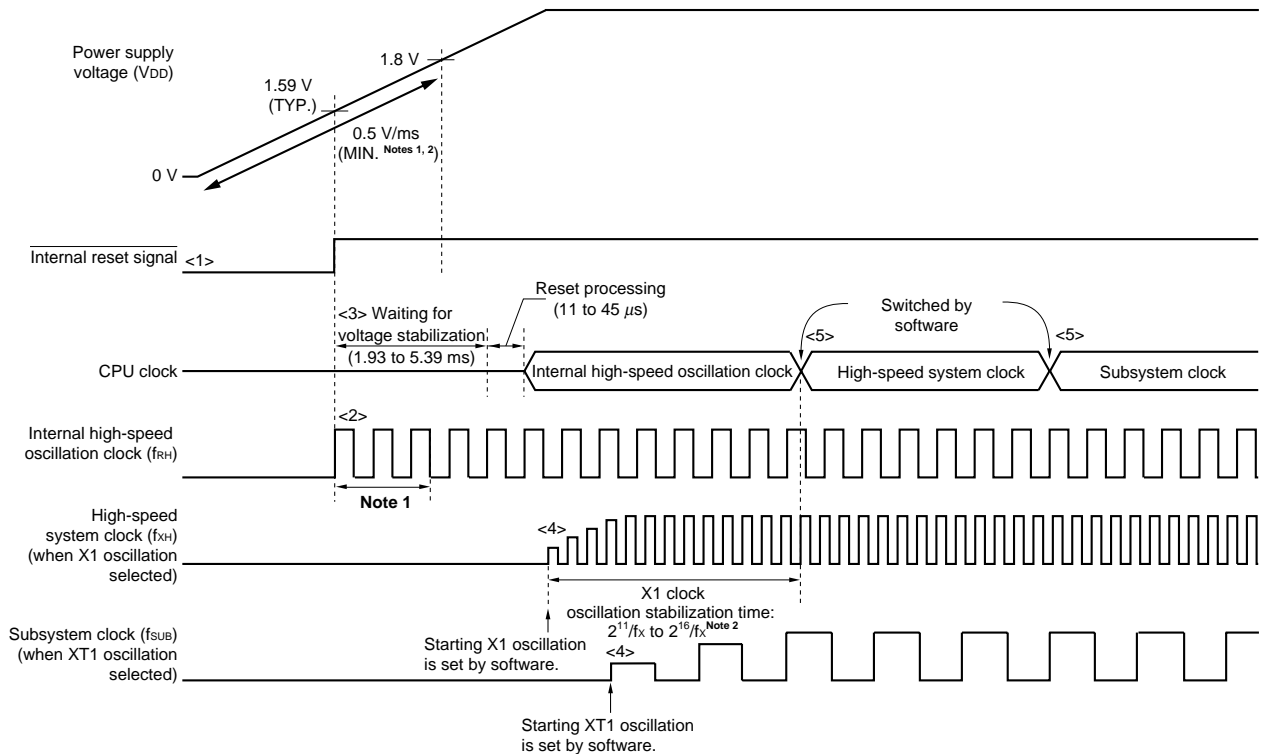 Power supply
voltage (VDD)
1.8 V
1.59 V
(TYP.)
0.5 V/ms
(MIN. Notes 1, 2)
0 V
Internal reset signal
<1>
Reset processing
(11 to 45 μs)
<3> Waiting for
voltage stabilization
(1.93 to 5.39 ms)
Switched by
software
<5>
<5>
CPU clock
Internal high-speed oscillation clock
High-speed system clock
Subsystem clock
<2>
Internal high-speed
oscillation clock (fRH)
Note 1
High-speed
system clock (fXH)
(when X1 oscillation
selected)
<4>
X1 clock
oscillation stabilization time:
2^11/fX to 2^16/fX Note 2
Starting X1 oscillation
is set by software.
Subsystem clock (fSUB)
(when XT1 oscillation
selected)
<4>
Starting XT1 oscillation
is set by software.